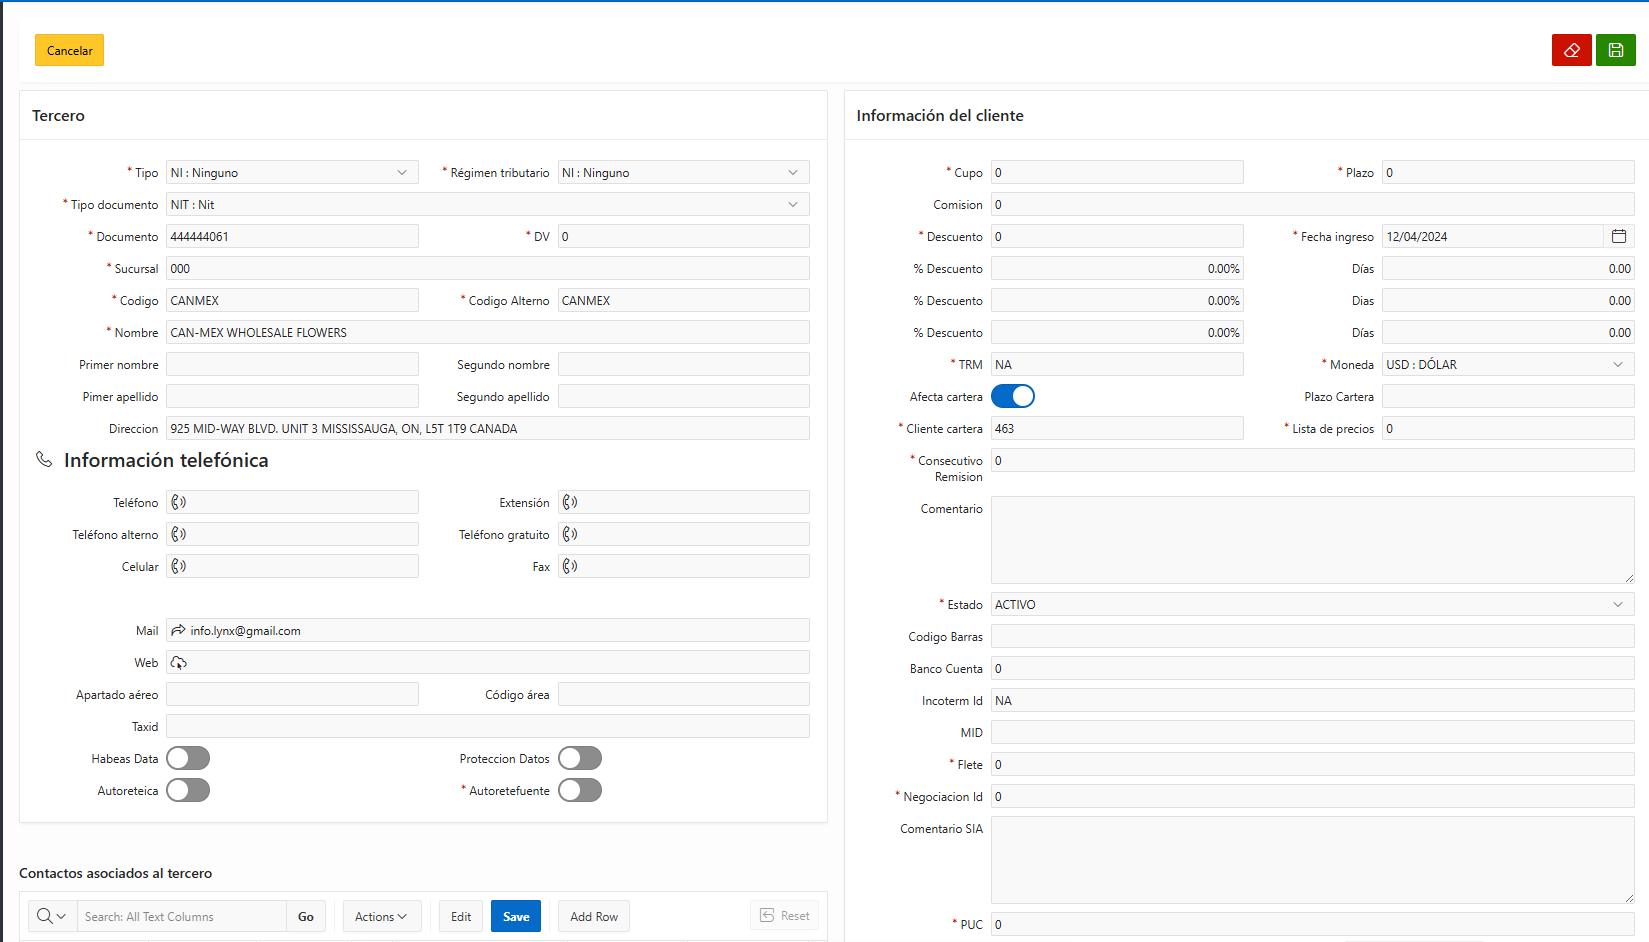 Cancelar
Tercero
* Tipo NI : Ninguno * Régimen tributario NI : Ninguno
* Tipo documento NIT : Nit
* Documento 444444061 * DV 0
* Sucursal 000
* Codigo CANMEX * Codigo Alterno CANMEX
* Nombre CAN-MEX WHOLESALE FLOWERS
Primer nombre Segundo nombre
Pimer apellido Segundo apellido
Direccion 925 MID-WAY BLVD. UNIT 3 MISSISSAUGA, ON, L5T 1T9 CANADA
Información telefónica
Teléfono Extensión
Teléfono alterno Teléfono gratuito
Celular Fax
Mail info.lynx@gmail.com
Web
Apartado aéreo Código área
Taxid
Habeas Data Proteccion Datos
Autoreteica * Autoretefuente
Contactos asociados al tercero
Search: All Text Columns Go Actions Edit Save Add Row Reset
Información del cliente
* Cupo 0 * Plazo 0
Comision 0
* Descuento 0 * Fecha ingreso 12/04/2024
% Descuento 0.00% Días 0.00
% Descuento 0.00% Dias 0.00
% Descuento 0.00% Días 0.00
* TRM NA * Moneda USD : DÓLAR
Afecta cartera Plazo Cartera
* Cliente cartera 463 * Lista de precios 0
* Consecutivo 0
Remision
Comentario
* Estado ACTIVO
Codigo Barras
Banco Cuenta 0
Incoterm Id NA
MID
* Flete 0
* Negociacion Id 0
Comentario SIA
* PUC 0